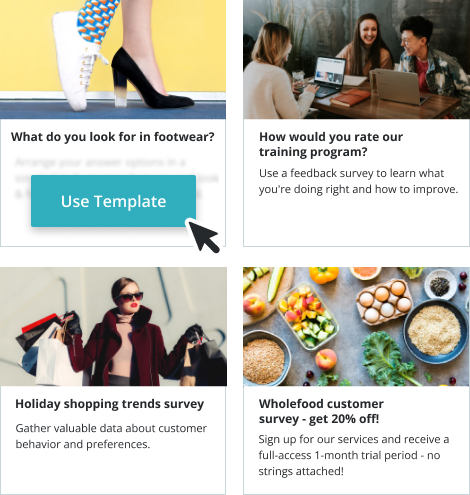 What do you look for in footwear?
Arrange your answer options in a
Use Template
How would you rate our
training program?
Use a feedback survey to learn what
you're doing right and how to improve.
Holiday shopping trends survey
Gather valuable data about customer
behavior and preferences.
Wholefood customer
survey - get 20% off!
Sign up for our services and receive a
full-access 1-month trial period - no
strings attached!